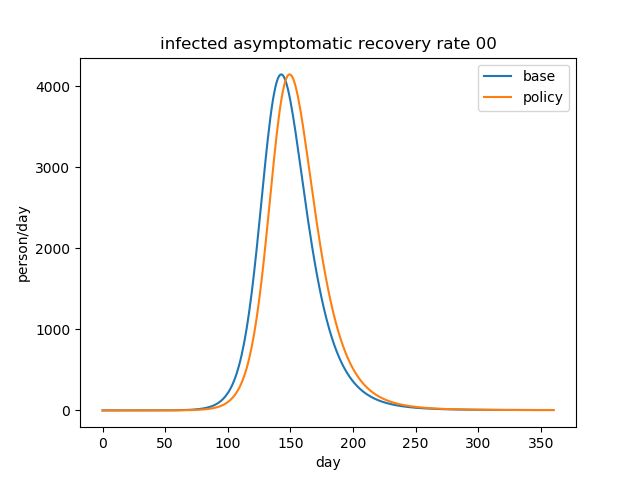 infected asymptomatic recovery rate 00
base
policy
person/day
4000
3000
2000
1000
0
0 50 100 150 200 250 300 350
day